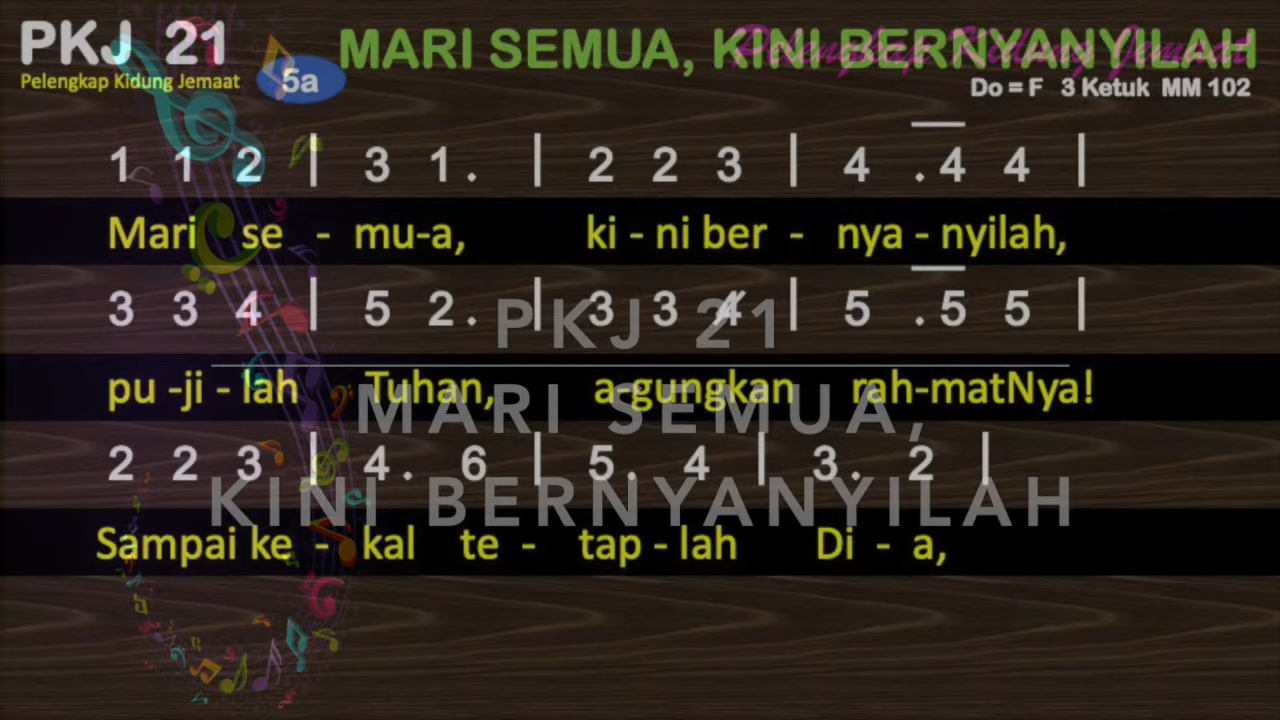 PKJ 21
Pelengkap Kidung Jemaat
5a
MARI SEMUA, KINI BERNYANYILAH
Pelengkap Kidung Jemaat
Do = F 3 Ketuk MM 102
1 1 2 | 3 1 . | 2 2 3 | 4 . 4 4 |
Mari se - mu-a, ki - ni ber - nya - nyilah,
3 3 4 | 5 2 . | 3 3 4̸ | 5 . 5 5 |
PKJ 21
pu -ji - lah Tuhan, a-gungkan rah-matNya!
MARI SEMUA,
2 2 3 | 4 . 6 | 5 . 4 | 3 . 2 |
KINI BERNYANYILAH
Sampai ke - kal te - tap - lah Di - a,